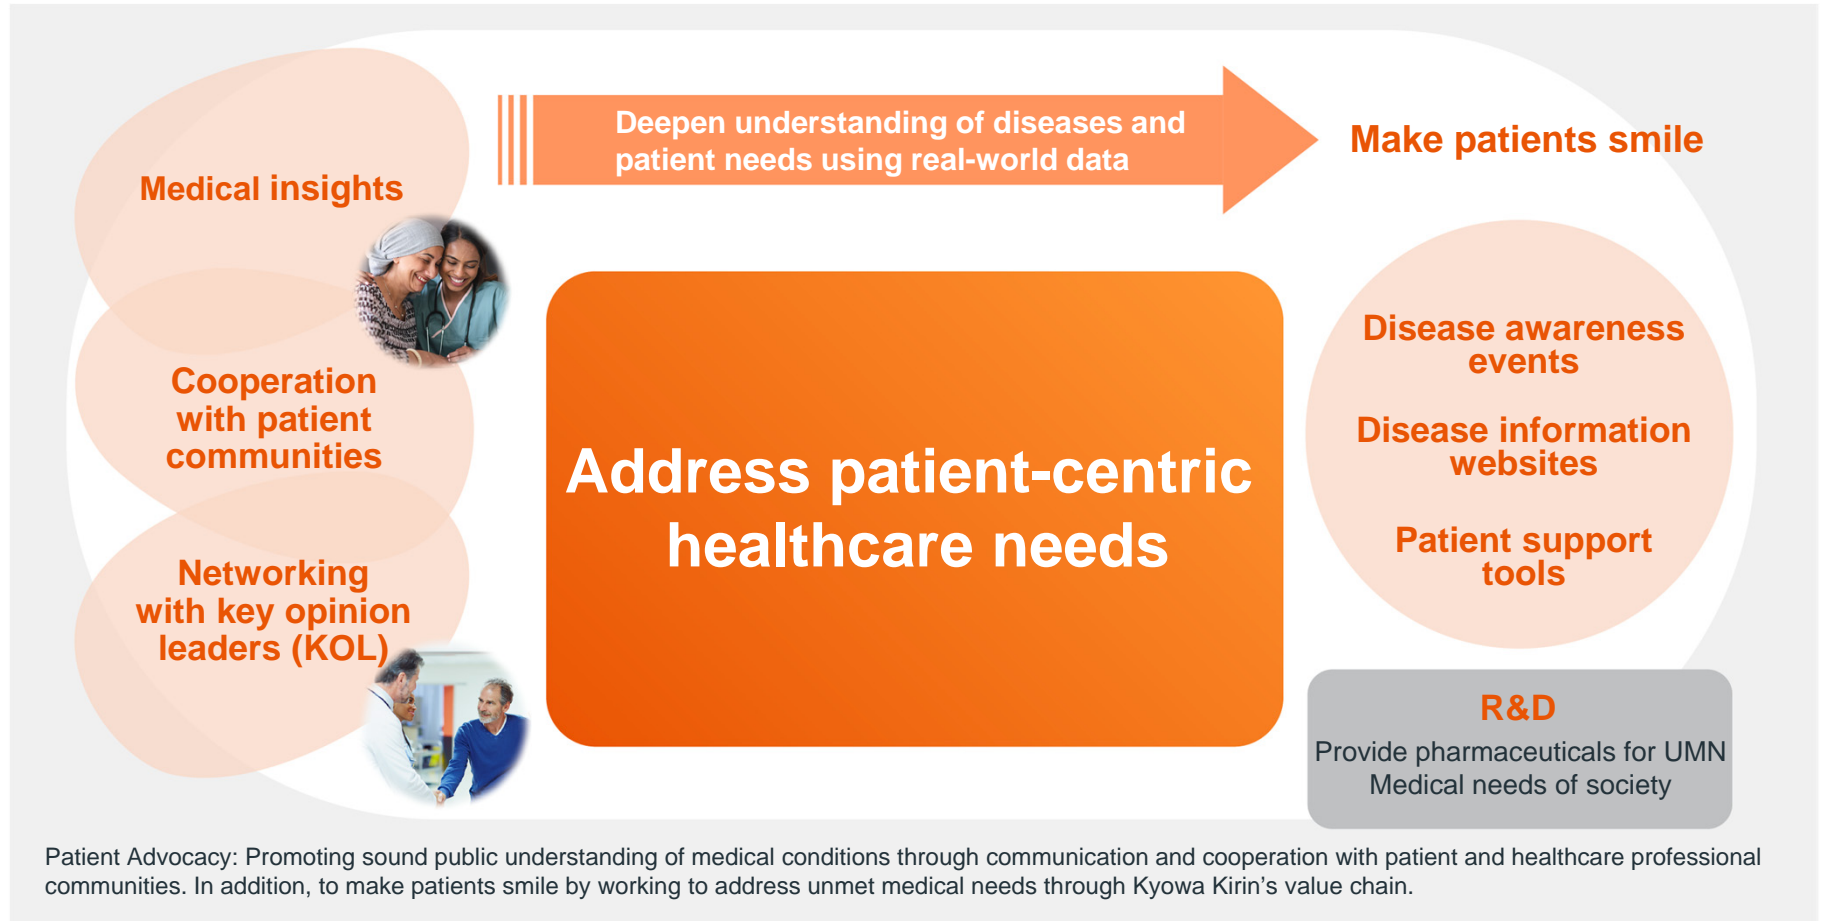 Medical insights
Cooperation
with patient
communities
Networking
with key opinion
leaders (KOL)
Deepen understanding of diseases and
patient needs using real-world data
Make patients smile
Address patient-centric
healthcare needs
Disease awareness
events
Disease information
websites
Patient support
tools
R&D
Provide pharmaceuticals for UMN
Medical needs of society
Patient Advocacy: Promoting sound public understanding of medical conditions through communication and cooperation with patient and healthcare professional
communities. In addition, to make patients smile by working to address unmet medical needs through Kyowa Kirin’s value chain.